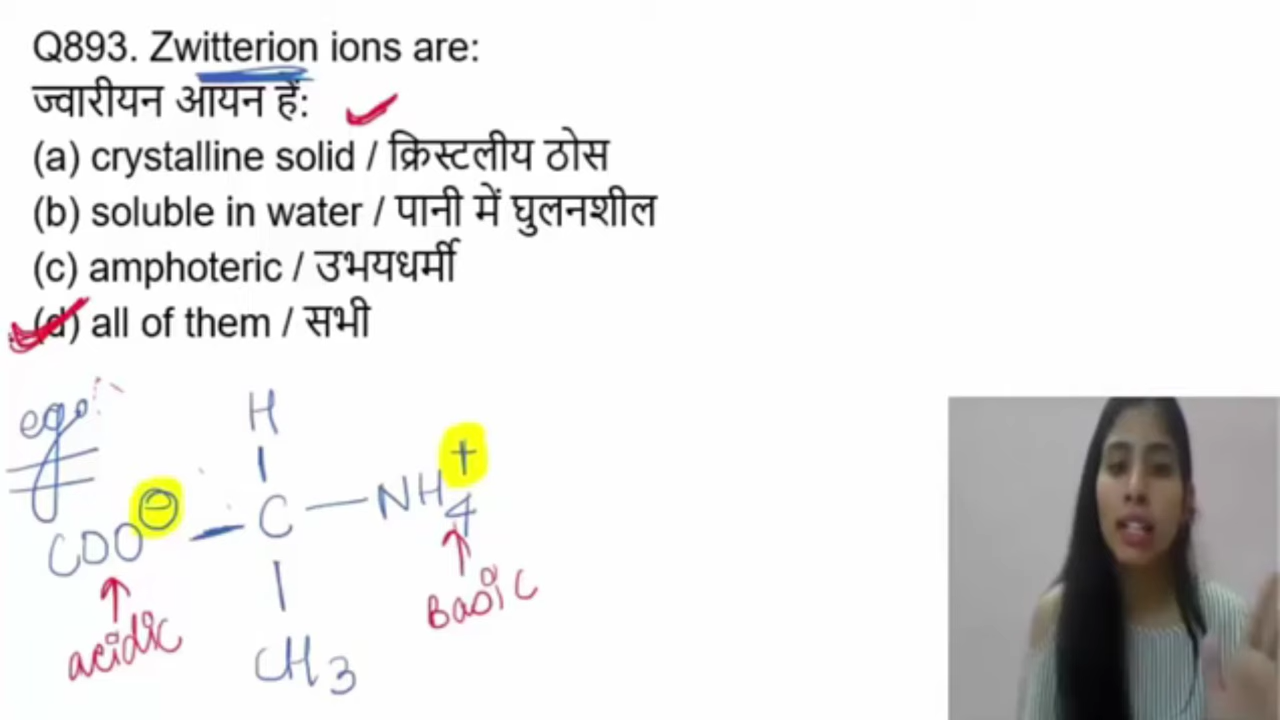 Q893. Zwitterion ions are:
ज्वारीयन आयन हैं:
(a) crystalline solid / क्रिस्टलीय ठोस
(b) soluble in water / पानी में घुलनशील
(c) amphoteric / उभयधर्मी
(d) all of them / सभी
eg:
H
COO⊖ — C — NH4+
acidic Basic
CH3